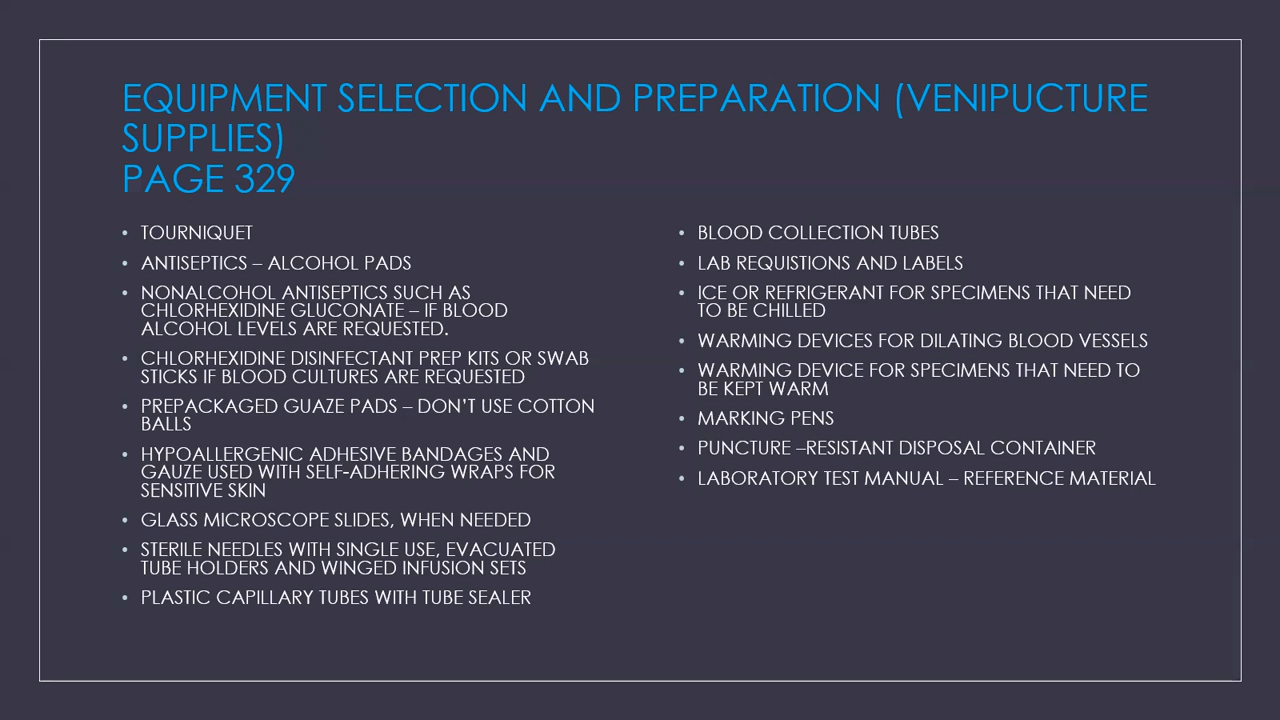 EQUIPMENT SELECTION AND PREPARATION (VENIPUCTURE
SUPPLIES)
PAGE 329
• TOURNIQUET
• ANTISEPTICS – ALCOHOL PADS
• NONALCOHOL ANTISEPTICS SUCH AS
CHLORHEXIDINE GLUCONATE – IF BLOOD
ALCOHOL LEVELS ARE REQUESTED.
• CHLORHEXIDINE DISINFECTANT PREP KITS OR SWAB
STICKS IF BLOOD CULTURES ARE REQUESTED
• PREPACKAGED GUAZE PADS – DON'T USE COTTON
BALLS
• HYPOALLERGENIC ADHESIVE BANDAGES AND
GAUZE USED WITH SELF-ADHERING WRAPS FOR
SENSITIVE SKIN
• GLASS MICROSCOPE SLIDES, WHEN NEEDED
• STERILE NEEDLES WITH SINGLE USE, EVACUATED
TUBE HOLDERS AND WINGED INFUSION SETS
• PLASTIC CAPILLARY TUBES WITH TUBE SEALER
• BLOOD COLLECTION TUBES
• LAB REQUISTIONS AND LABELS
• ICE OR REFRIGERANT FOR SPECIMENS THAT NEED
TO BE CHILLED
• WARMING DEVICES FOR DILATING BLOOD VESSELS
• WARMING DEVICE FOR SPECIMENS THAT NEED TO
BE KEPT WARM
• MARKING PENS
• PUNCTURE –RESISTANT DISPOSAL CONTAINER
• LABORATORY TEST MANUAL – REFERENCE MATERIAL